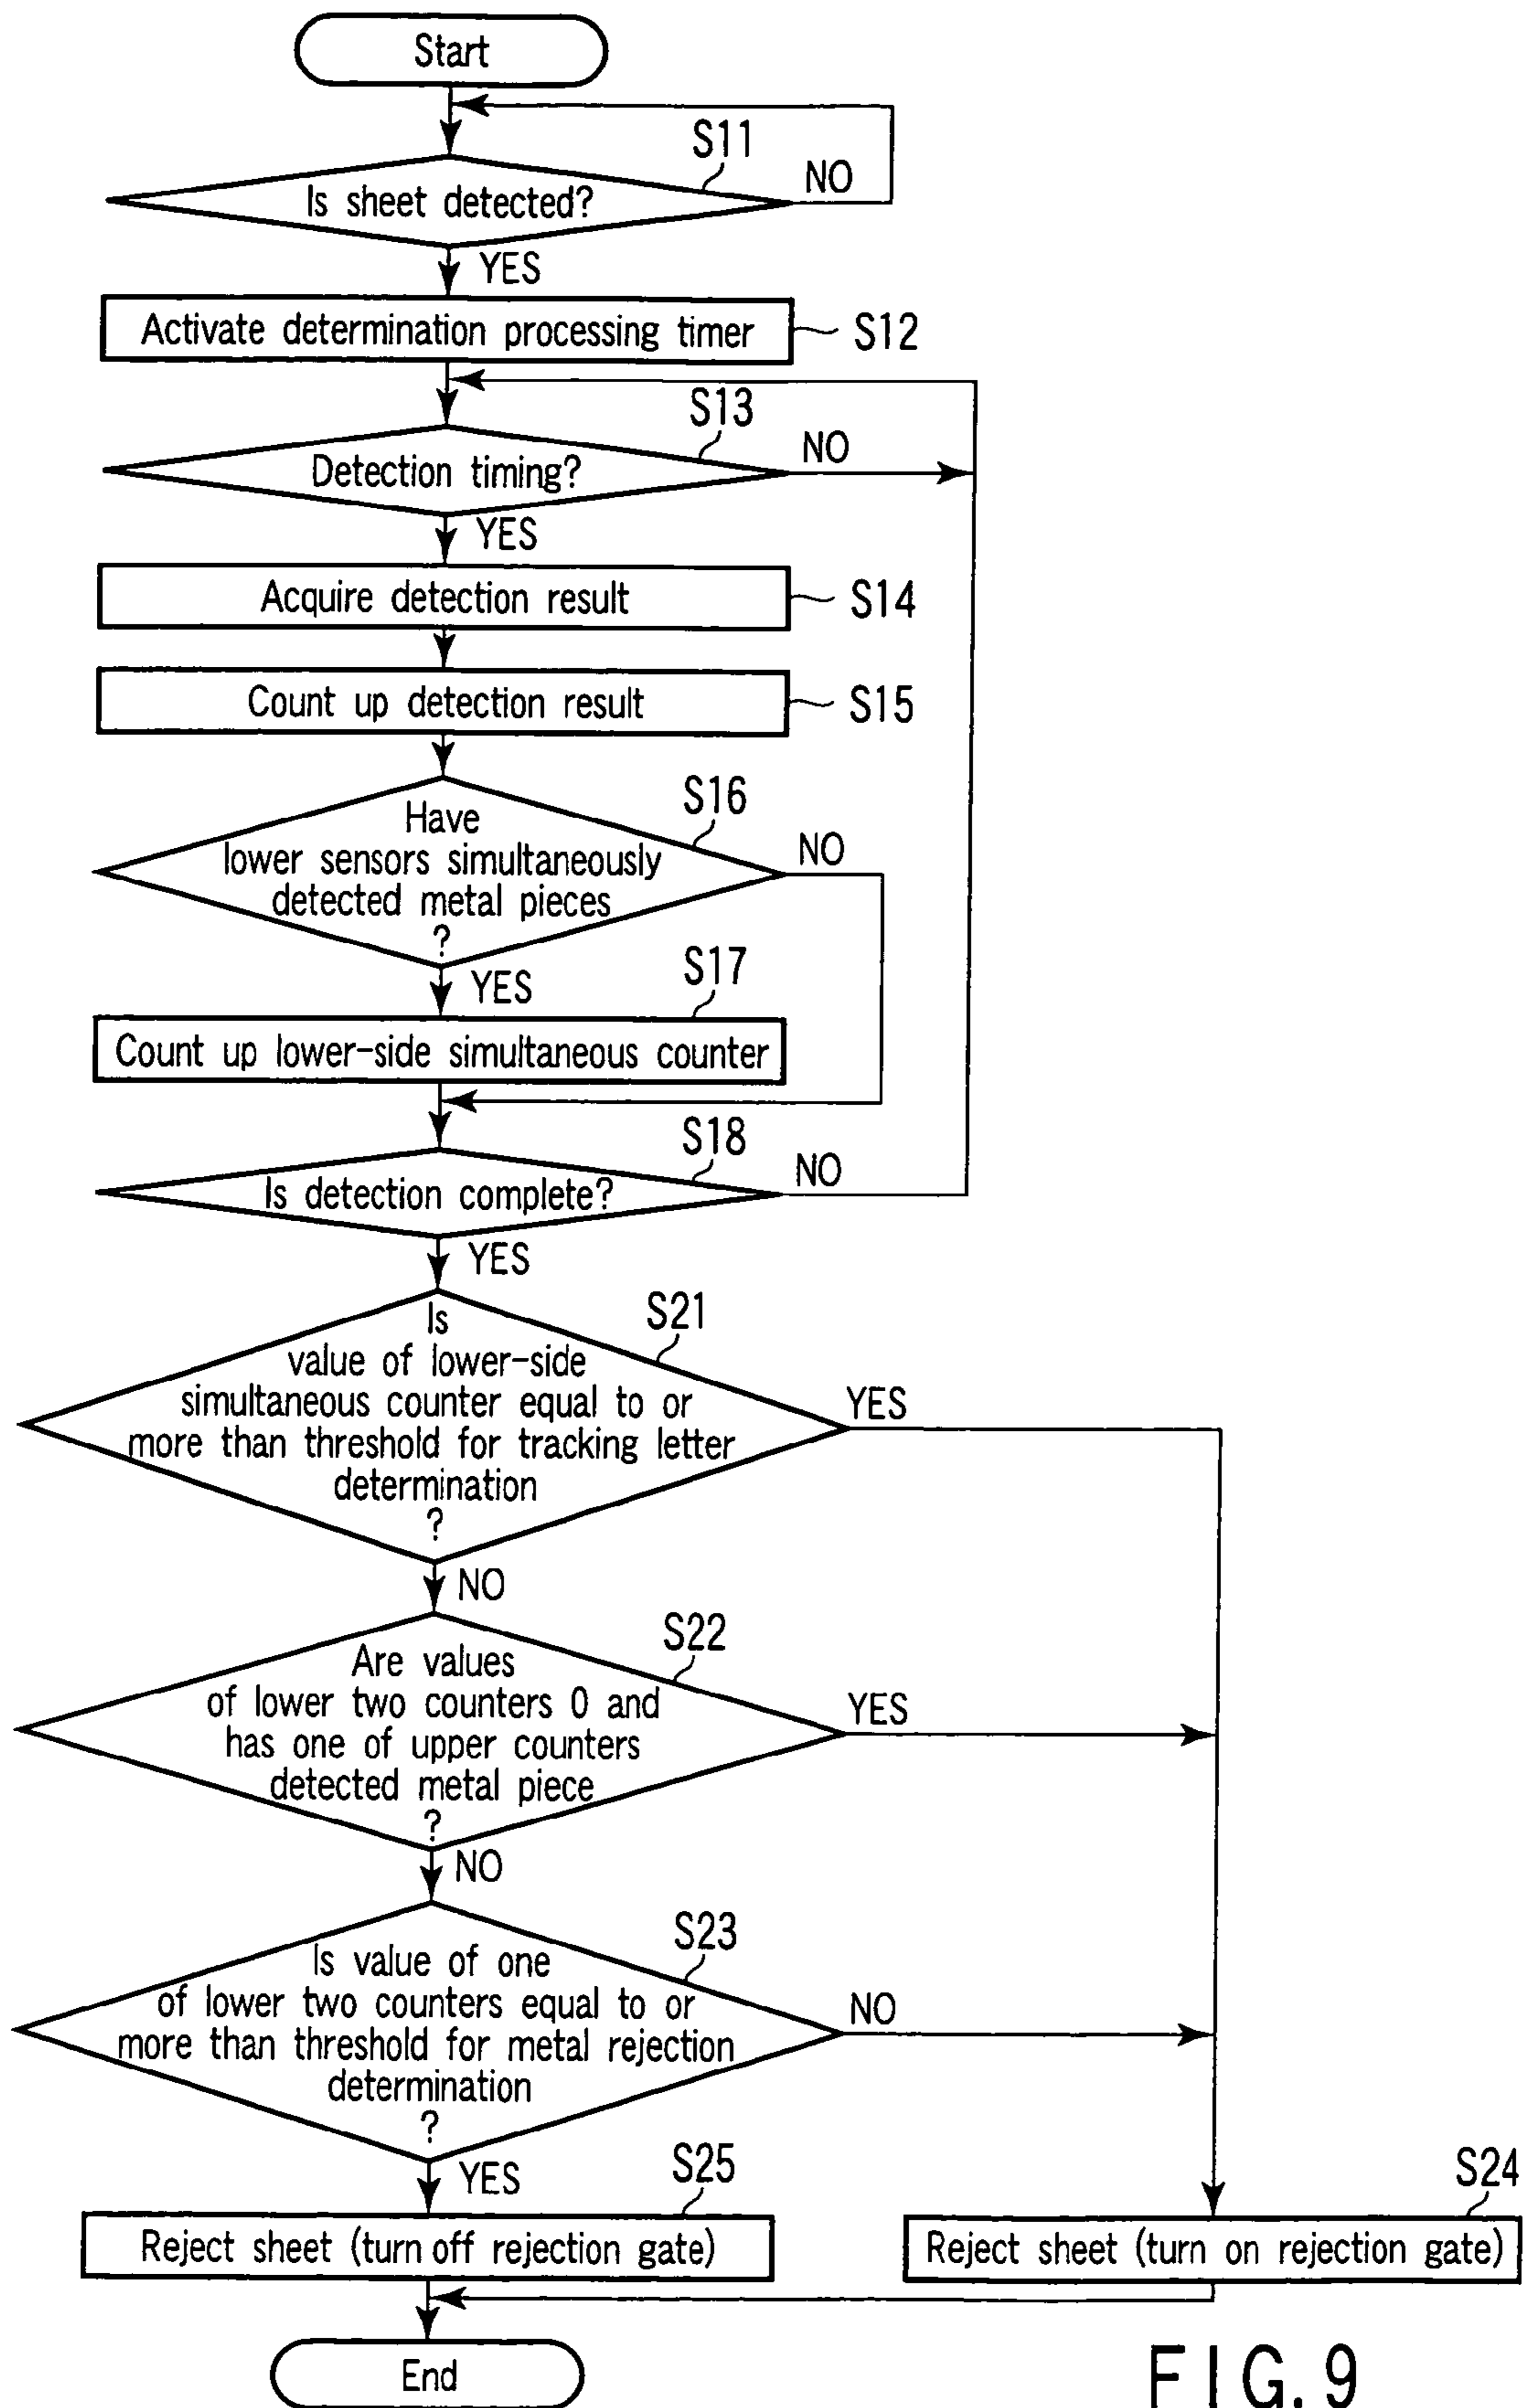 Start
S11
Is sheet detected?
NO
YES
Activate determination processing timer
S12
S13
Detection timing?
NO
YES
Acquire detection result
S14
Count up detection result
S15
S16
Have
lower sensors simultaneously
detected metal pieces
?
NO
YES
S17
Count up lower-side simultaneous counter
S18
Is detection complete?
NO
YES
S21
Is
value of lower-side
simultaneous counter equal to or
more than threshold for tracking letter
determination
?
YES
NO
S22
Are values
of lower two counters 0 and
has one of upper counters
detected metal piece
?
YES
NO
S23
Is value of one
of lower two counters equal to or
more than threshold for metal rejection
determination
?
NO
YES
S25
Reject sheet (turn off rejection gate)
S24
Reject sheet (turn on rejection gate)
End
FIG. 9